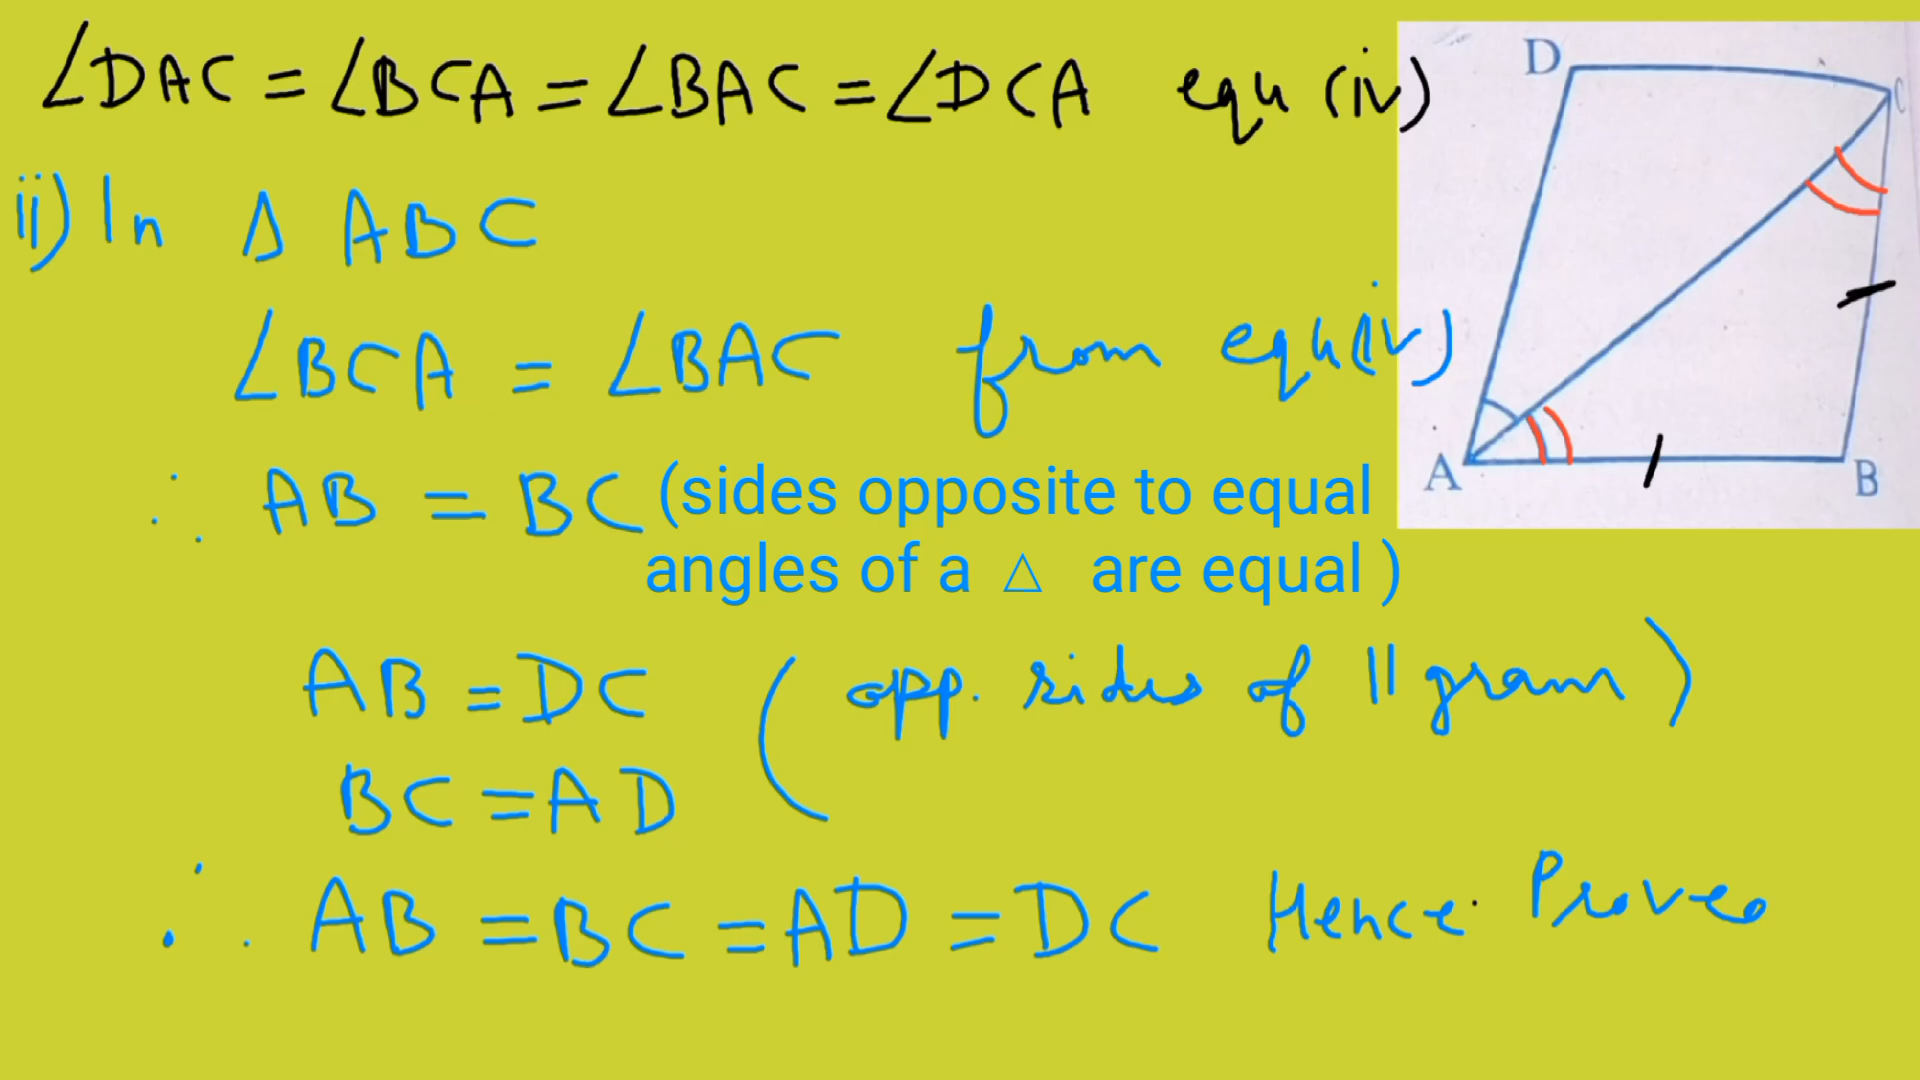 ∠DAC = ∠BCA = ∠BAC = ∠DCA equ (iv)
ii) In △ ABC
∠BCA = ∠BAC from equ(iv)
∴ AB = BC (sides opposite to equal
angles of a △ are equal )
AB = DC (opp. sides of ||gram)
BC = AD
∴ AB = BC = AD = DC Hence Proved
D
C
A
B